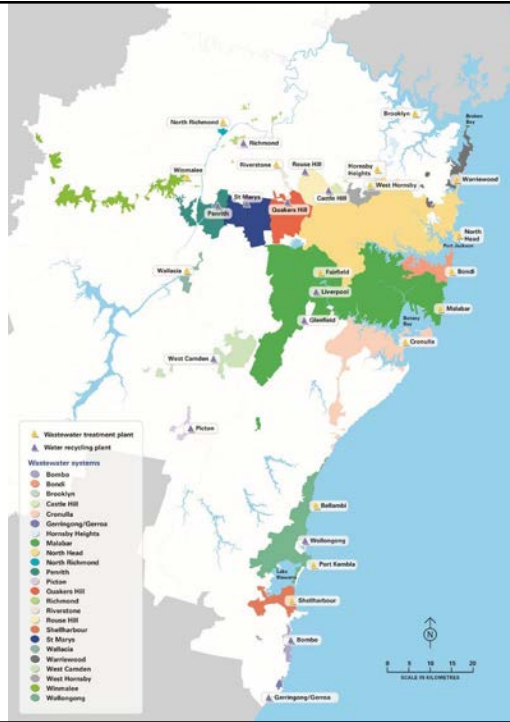 Brooklyn
Broken
Bay
North Richmond
Richmond
Riverstone
Rouse Hill
Hornsby
Heights
Winmalee
West Hornsby
Warriewood
Castle Hill
St Marys
Penrith
Quakers Hill
North
Head
Port Jackson
Wallacia
Fairfield
Bondi
Liverpool
Malabar
Glenfield
Botany
Bay
Cronulla
West Camden
Picton
Wastewater treatment plant
Water recycling plant
Wastewater systems
Bombo
Bondi
Brooklyn
Castle Hill
Cronulla
Gerringong/Gerroa
Hornsby Heights
Malabar
North Head
North Richmond
Penrith
Picton
Quakers Hill
Richmond
Riverstone
Rouse Hill
Shellharbour
St Marys
Wallacia
Warriewood
West Camden
West Hornsby
Winmalee
Wollongong
Bellambi
Wollongong
Port Kembla
Lake
Illawarra
Shellharbour
Bombo
Gerringong/Gerroa
N
0 10 20
SCALE IN KILOMETRES